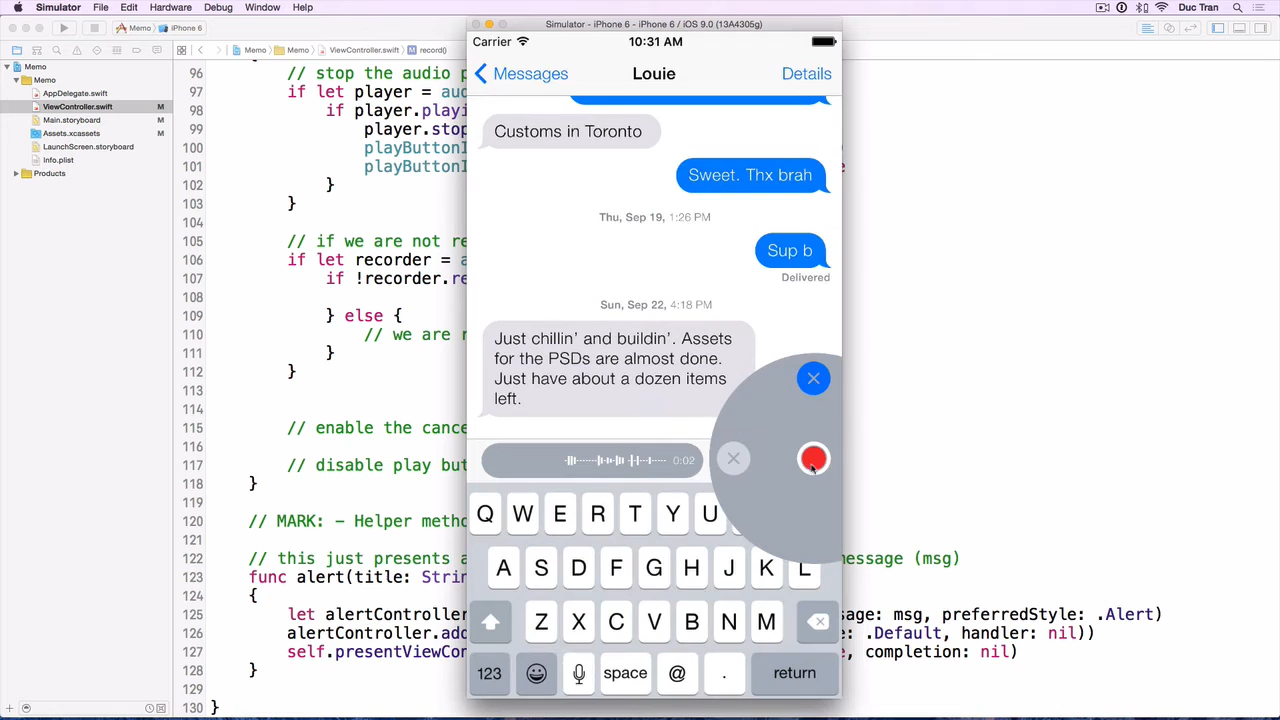 Simulator File Edit Hardware Debug Window Help
Duc Tran
Memo iPhone 6
Simulator - iPhone 6 - iPhone 6 / iOS 9.0 (13A4305g)
Memo Memo ViewController.swift M record()
Memo
Memo
AppDelegate.swift
ViewController.swift M
Main.storyboard
Assets.xcassets M
LaunchScreen.storyboard
Info.plist
Products
96 // stop the audio p
97 if let player = aud
98 if player.playi
99 player.stop
100 playButtonI
101 playButtonI
102 }
103 }
104
105 // if we are not re
106 if let recorder = a
107 if !recorder.re
108
109 } else {
110 // we are r
111 }
112 }
113
114
115 // enable the cance
116
117 // disable play but
118 }
119
120 // MARK: - Helper metho
121
122 // this just presents a
message (msg)
123 func alert(title: Strin
124 {
125 let alertController
sage: msg, preferredStyle: .Alert)
126 alertController.add
: .Default, handler: nil))
127 self.presentViewCo
e, completion: nil)
128 }
129
130 }
Carrier 10:31 AM
Messages Louie Details
Customs in Toronto
Sweet. Thx brah
Thu, Sep 19, 1:26 PM
Sup b
Delivered
Sun, Sep 22, 4:18 PM
Just chillin’ and buildin’. Assets
for the PSDs are almost done.
Just have about a dozen items
left.
0:02
Q W E R T Y U
A S D F G H J K L
Z X C V B N M
123 space @ . return